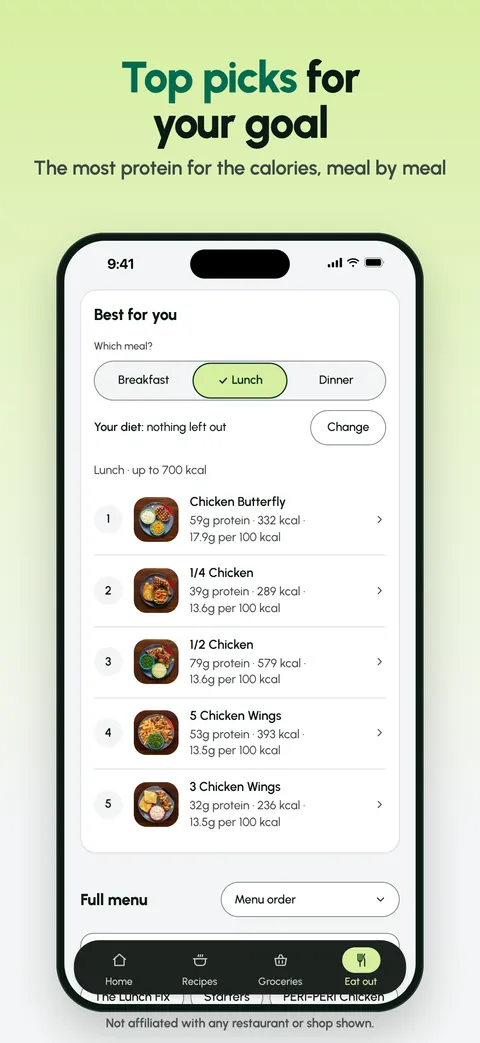 Top picks for
your goal
The most protein for the calories, meal by meal
9:41
Best for you
Which meal?
Breakfast
Lunch
Dinner
Your diet: nothing left out
Change
Lunch · up to 700 kcal
1
Chicken Butterfly
59g protein · 332 kcal ·
17.9g per 100 kcal
2
1/4 Chicken
39g protein · 289 kcal ·
13.6g per 100 kcal
3
1/2 Chicken
79g protein · 579 kcal ·
13.6g per 100 kcal
4
5 Chicken Wings
53g protein · 393 kcal ·
13.5g per 100 kcal
5
3 Chicken Wings
32g protein · 236 kcal ·
13.5g per 100 kcal
Full menu
Menu order
Home
Recipes
Groceries
Eat out
The Lunch Fix
Starters
PERi-PERi Chicken
Not affiliated with any restaurant or shop shown.